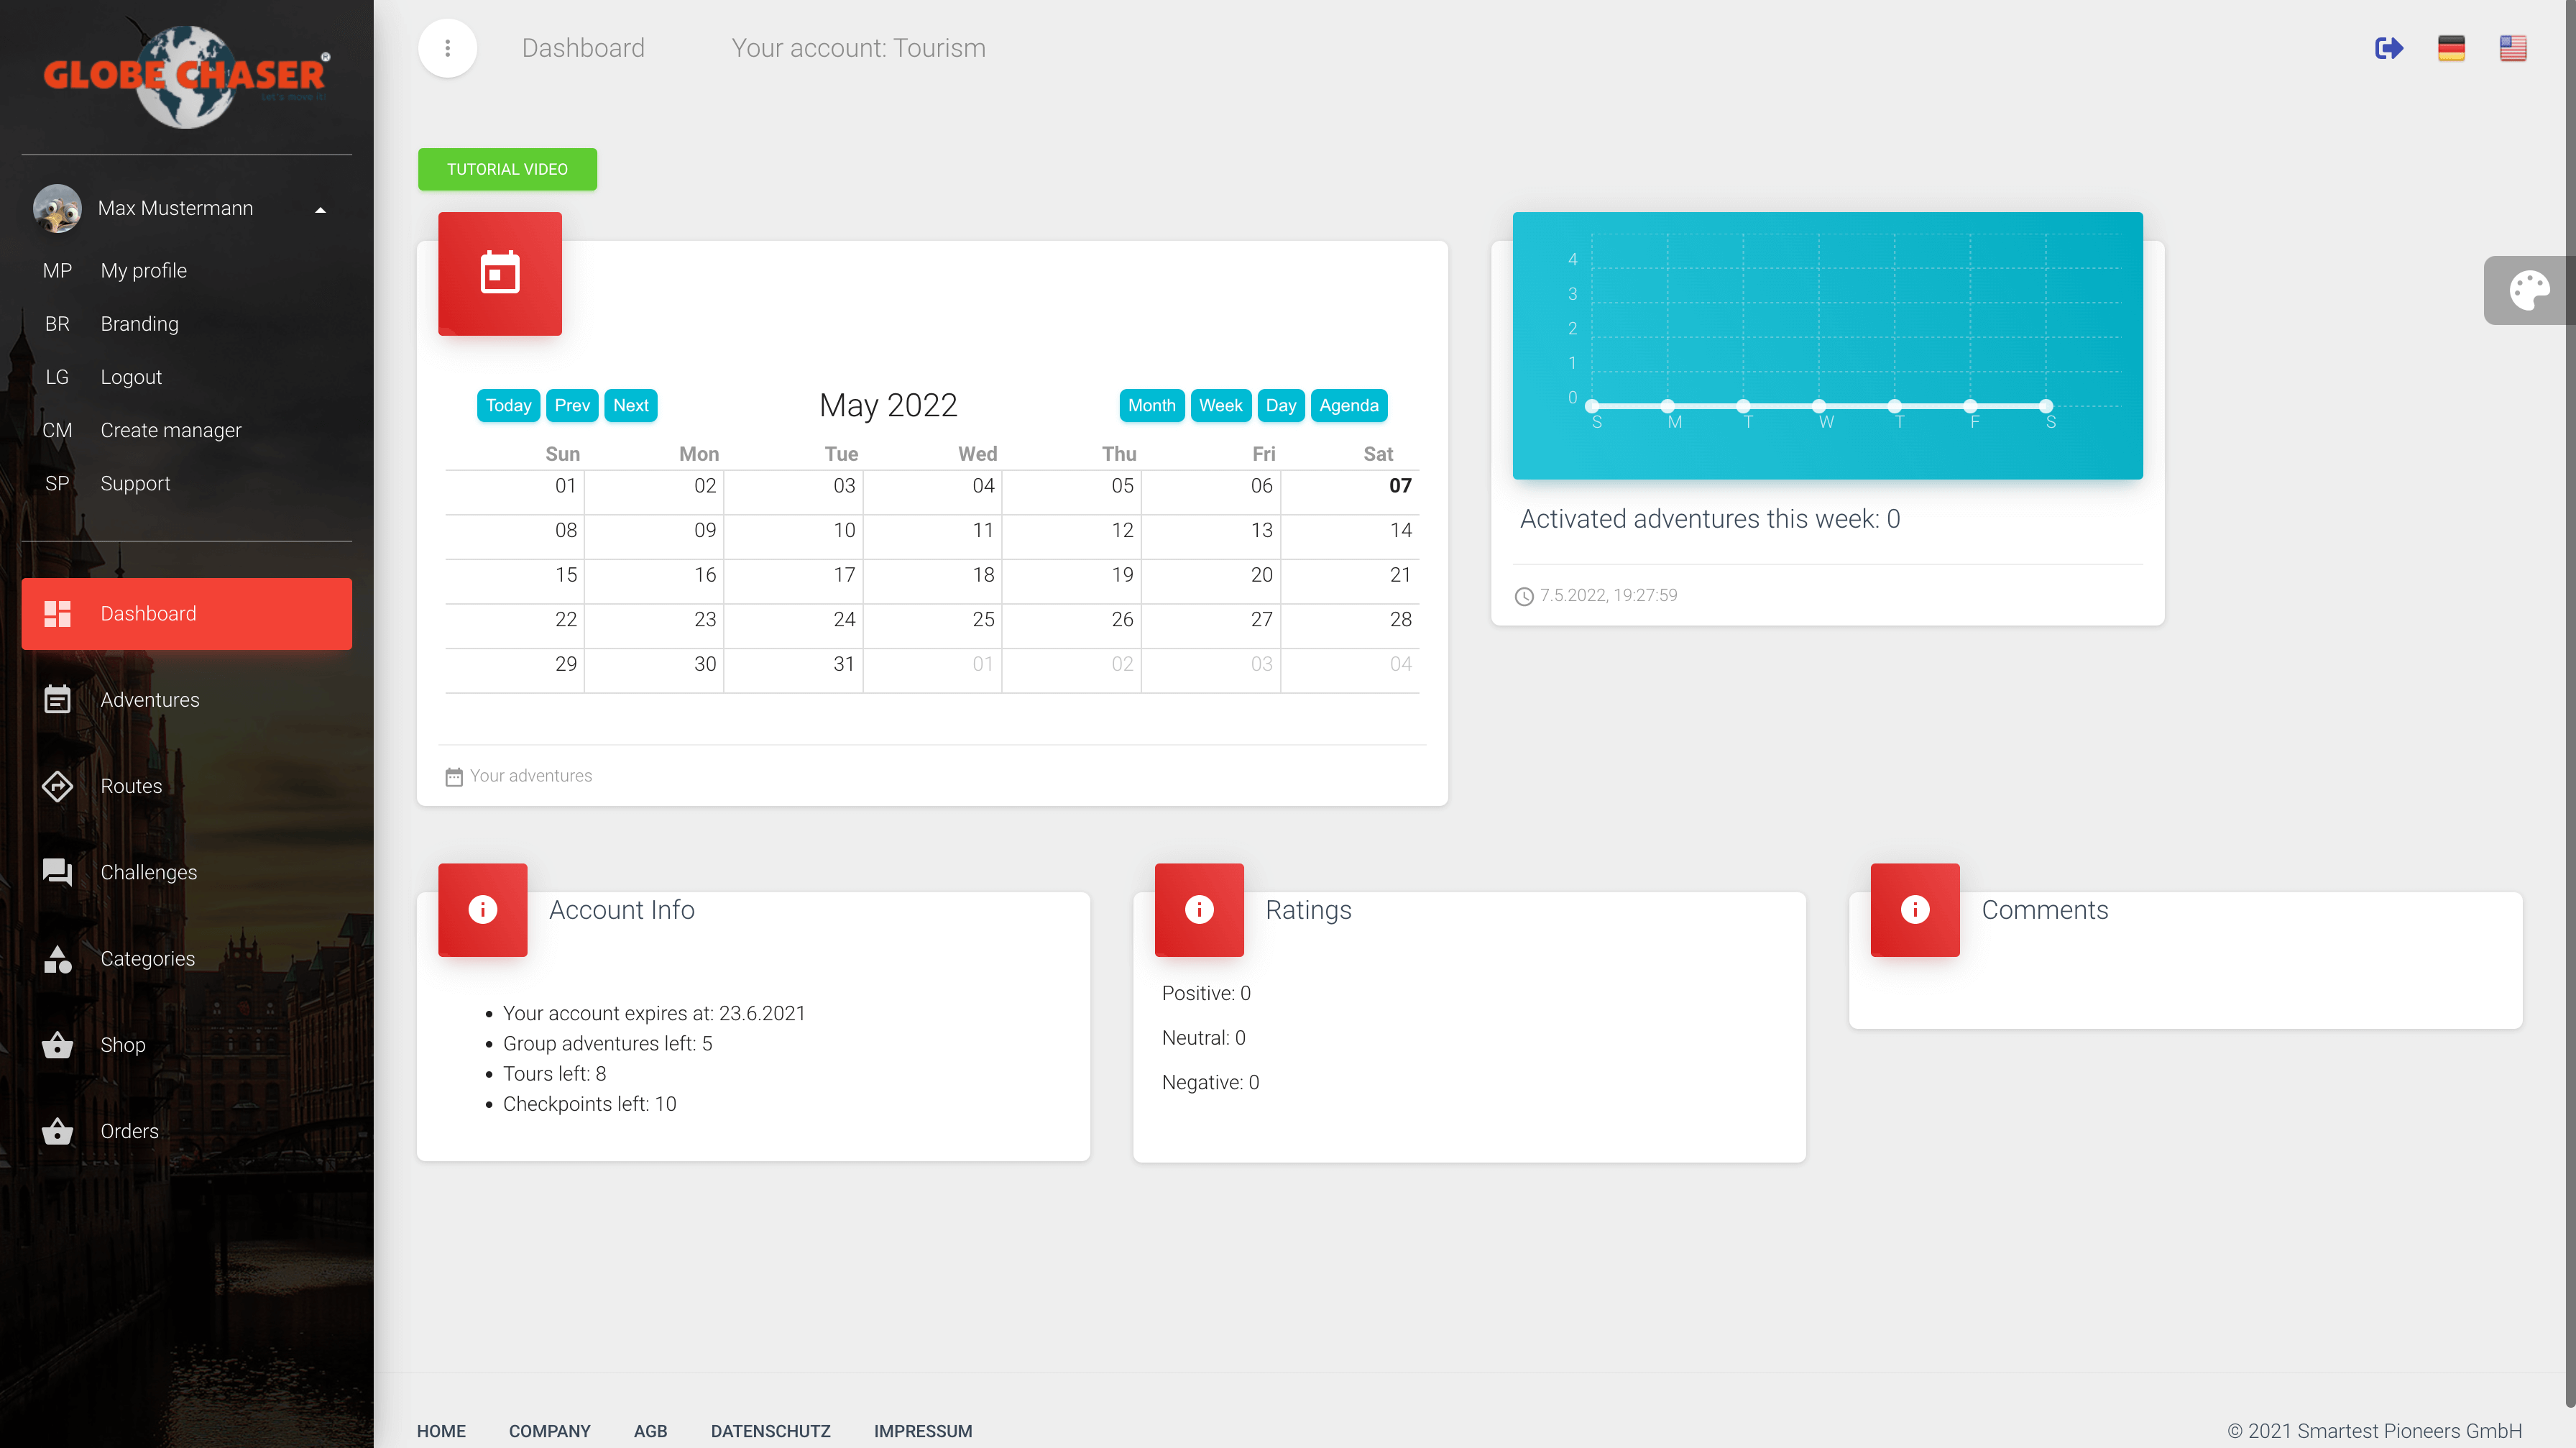 GLOBE CHASER®
Max Mustermann
MP My profile
BR Branding
LG Logout
CM Create manager
SP Support
Dashboard
Adventures
Routes
Challenges
Categories
Shop
Orders
Dashboard Your account: Tourism
TUTORIAL VIDEO
Today Prev Next May 2022 Month Week Day Agenda
Sun Mon Tue Wed Thu Fri Sat
01 02 03 04 05 06 07
08 09 10 11 12 13 14
15 16 17 18 19 20 21
22 23 24 25 26 27 28
29 30 31 01 02 03 04
Your adventures
4
3
2
1
0
S M T W T F S
Activated adventures this week: 0
7.5.2022, 19:27:59
Account Info
Your account expires at: 23.6.2021
Group adventures left: 5
Tours left: 8
Checkpoints left: 10
Ratings
Positive: 0
Neutral: 0
Negative: 0
Comments
HOME COMPANY AGB DATENSCHUTZ IMPRESSUM
© 2021 Smartest Pioneers GmbH